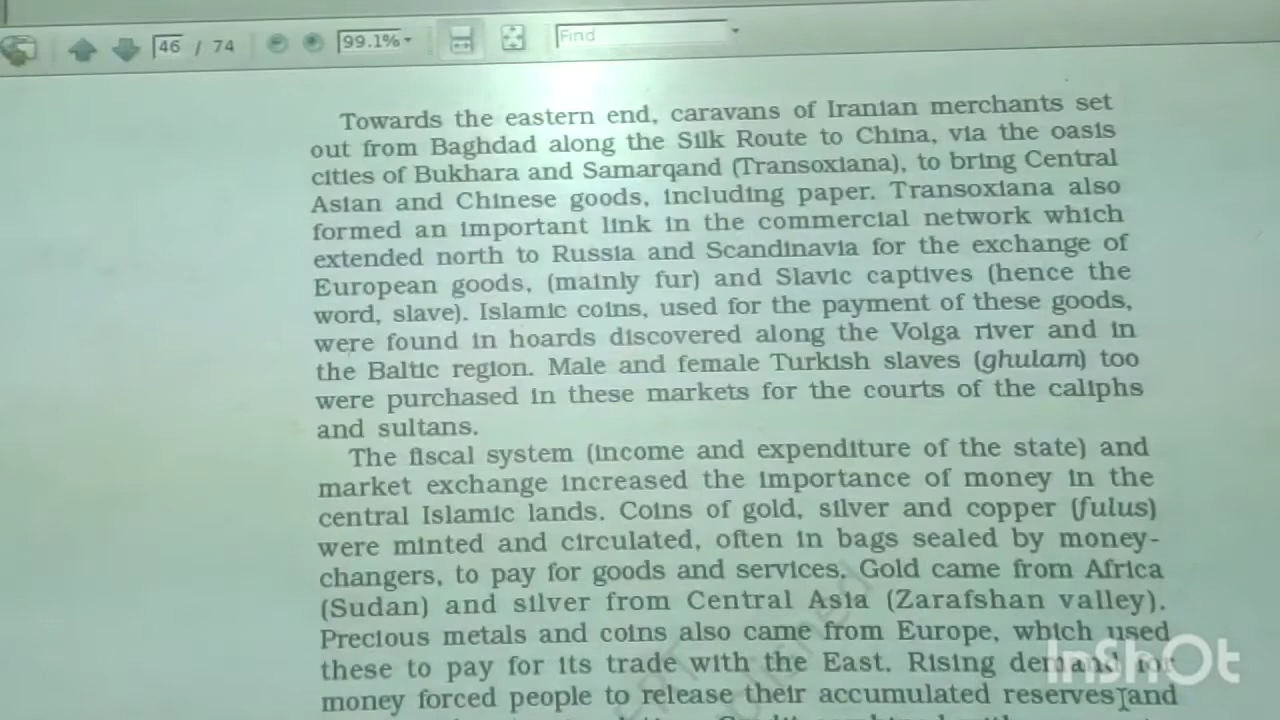 46 / 74
99.1%
Find
Towards the eastern end, caravans of Iranian merchants set
out from Baghdad along the Silk Route to China, via the oasis
cities of Bukhara and Samarqand (Transoxiana), to bring Central
Asian and Chinese goods, including paper. Transoxiana also
formed an important link in the commercial network which
extended north to Russia and Scandinavia for the exchange of
European goods, (mainly fur) and Slavic captives (hence the
word, slave). Islamic coins, used for the payment of these goods,
were found in hoards discovered along the Volga river and in
the Baltic region. Male and female Turkish slaves (ghulam) too
were purchased in these markets for the courts of the caliphs
and sultans.
The fiscal system (income and expenditure of the state) and
market exchange increased the importance of money in the
central Islamic lands. Coins of gold, silver and copper (fulus)
were minted and circulated, often in bags sealed by money-
changers, to pay for goods and services. Gold came from Africa
(Sudan) and silver from Central Asia (Zarafshan valley).
Precious metals and coins also came from Europe, which used
these to pay for its trade with the East. Rising demand for
money forced people to release their accumulated reserves and
InShOt